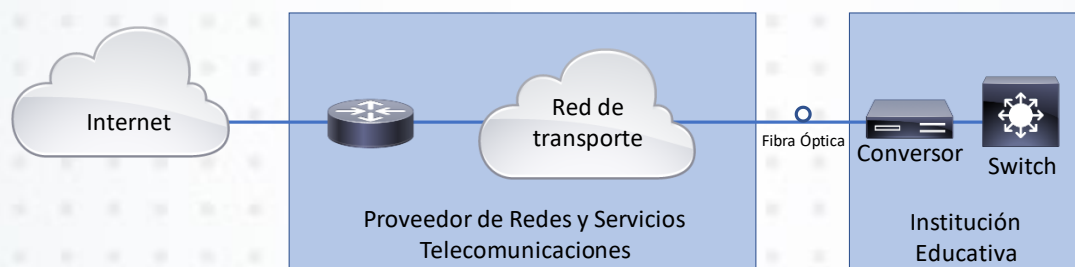 Internet
Red de
transporte
Fibra Óptica
Conversor
Switch
Proveedor de Redes y Servicios
Telecomunicaciones
Institución
Educativa